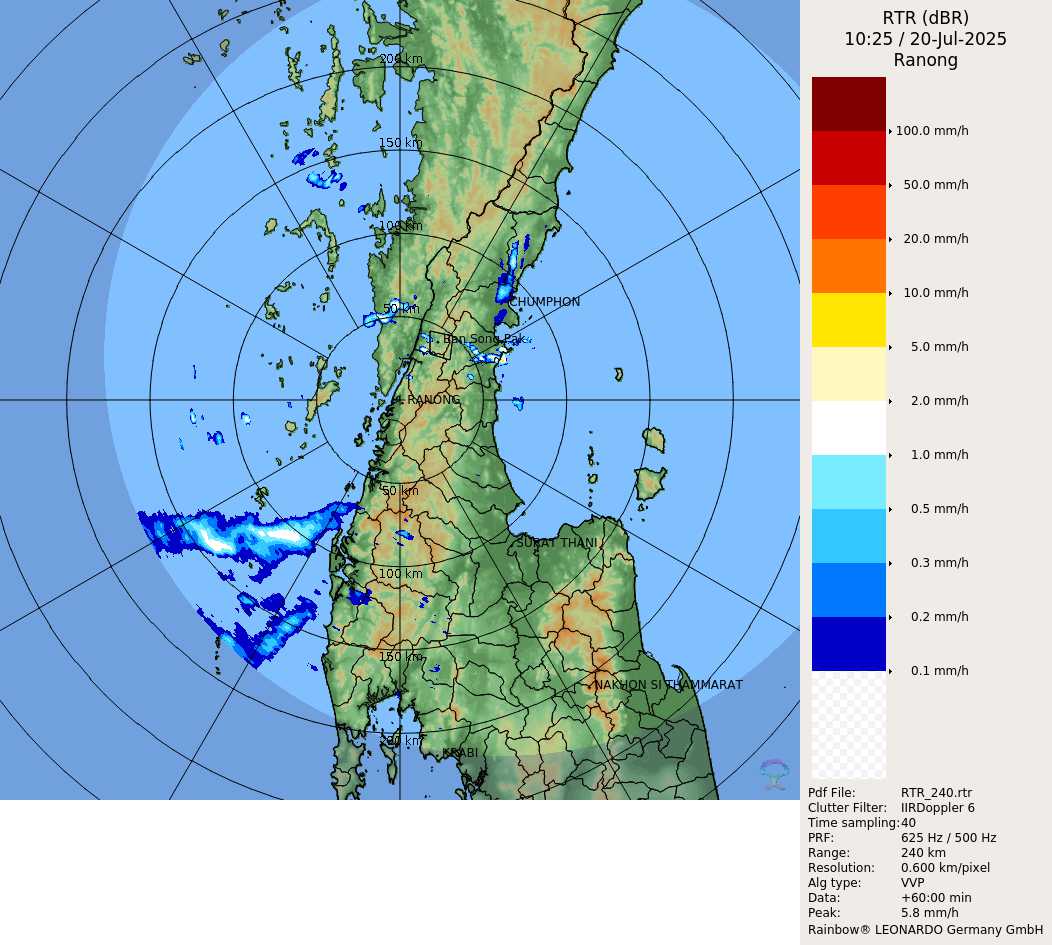 RTR (dBR)
10:25 / 20-Jul-2025
Ranong
200 km
150 km
100 km
50 km
CHUMPHON
Ban Song Pak
RANONG
50 km
SURAT THANI
100 km
150 km
NAKHON SI THAMMARAT
200 km
KRABI
100.0 mm/h
50.0 mm/h
20.0 mm/h
10.0 mm/h
5.0 mm/h
2.0 mm/h
1.0 mm/h
0.5 mm/h
0.3 mm/h
0.2 mm/h
0.1 mm/h
Pdf File: RTR_240.rtr
Clutter Filter: IIRDoppler 6
Time sampling: 40
PRF: 625 Hz / 500 Hz
Range: 240 km
Resolution: 0.600 km/pixel
Alg type: VVP
Data: +60:00 min
Peak: 5.8 mm/h
Rainbow® LEONARDO Germany GmbH